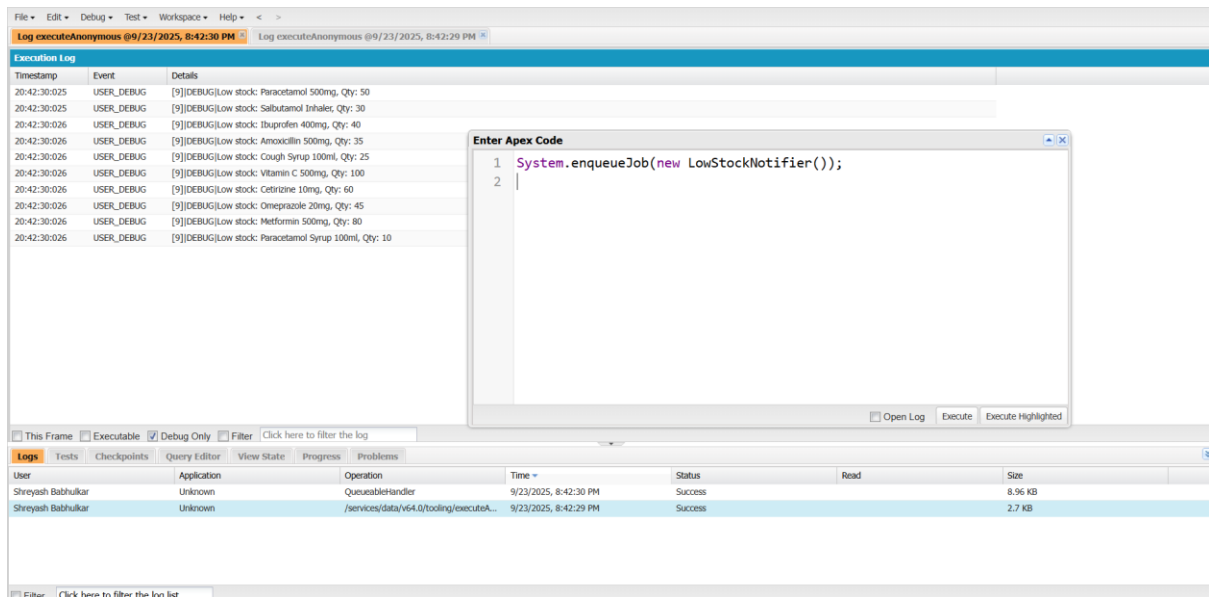 File Edit Debug Test Workspace Help < >
Log executeAnonymous @9/23/2025, 8:42:30 PM Log executeAnonymous @9/23/2025, 8:42:29 PM
Execution Log
Timestamp Event Details
20:42:30:025 USER_DEBUG [9]|DEBUG|Low stock: Paracetamol 500mg, Qty: 50
20:42:30:025 USER_DEBUG [9]|DEBUG|Low stock: Salbutamol Inhaler, Qty: 30
20:42:30:026 USER_DEBUG [9]|DEBUG|Low stock: Ibuprofen 400mg, Qty: 40
20:42:30:026 USER_DEBUG [9]|DEBUG|Low stock: Amoxicillin 500mg, Qty: 35
20:42:30:026 USER_DEBUG [9]|DEBUG|Low stock: Cough Syrup 100ml, Qty: 25
20:42:30:026 USER_DEBUG [9]|DEBUG|Low stock: Vitamin C 500mg, Qty: 100
20:42:30:026 USER_DEBUG [9]|DEBUG|Low stock: Cetirizine 10mg, Qty: 60
20:42:30:026 USER_DEBUG [9]|DEBUG|Low stock: Omeprazole 20mg, Qty: 45
20:42:30:026 USER_DEBUG [9]|DEBUG|Low stock: Metformin 500mg, Qty: 80
20:42:30:026 USER_DEBUG [9]|DEBUG|Low stock: Paracetamol Syrup 100ml, Qty: 10
Enter Apex Code
1 System.enqueueJob(new LowStockNotifier());
2
Open Log Execute Execute Highlighted
This Frame Executable Debug Only Filter Click here to filter the log
Logs Tests Checkpoints Query Editor View State Progress Problems
User Application Operation Time Status Read Size
Shreyash Babhulkar Unknown QueueableHandler 9/23/2025, 8:42:30 PM Success 8.96 KB
Shreyash Babhulkar Unknown /services/data/v64.0/tooling/executeA... 9/23/2025, 8:42:29 PM Success 2.7 KB
Filter Click here to filter the log list